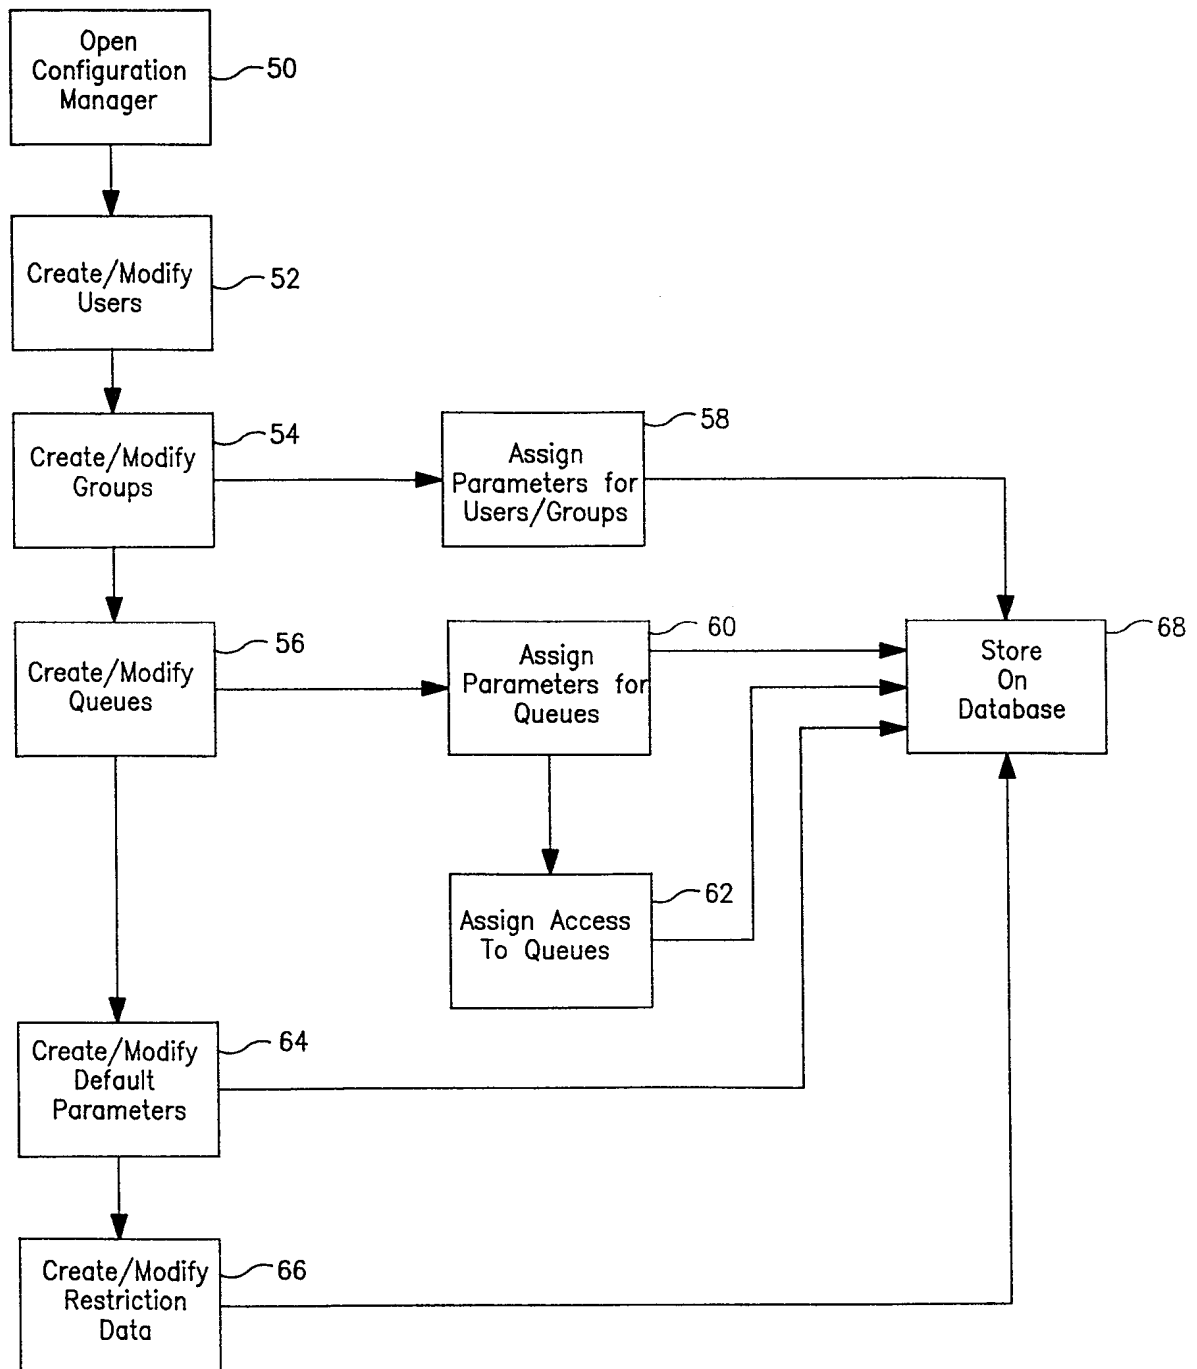 Open
Configuration
Manager
50
Create/Modify
Users
52
Create/Modify
Groups
54
Assign
Parameters for
Users/Groups
58
Create/Modify
Queues
56
Assign
Parameters for
Queues
60
Store
On
Database
68
Assign Access
To Queues
62
Create/Modify
Default
Parameters
64
Create/Modify
Restriction
Data
66